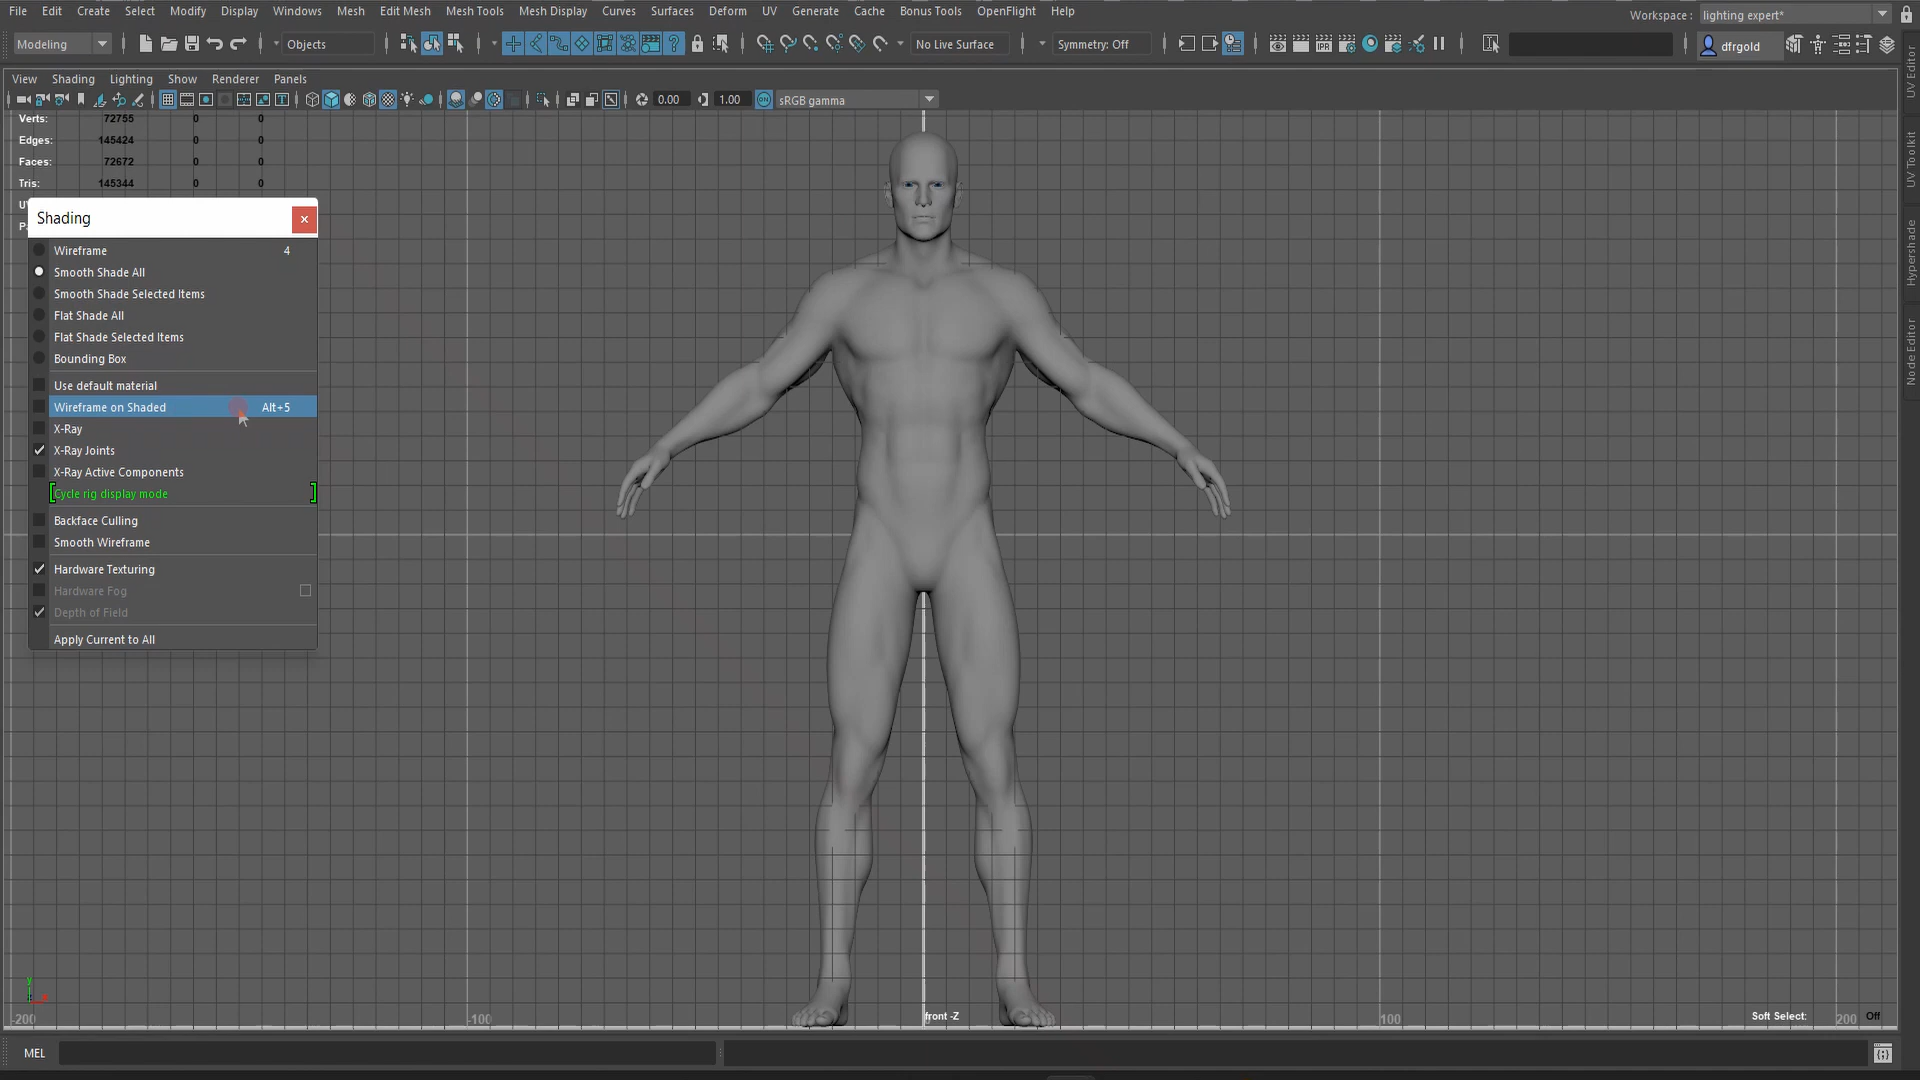 File Edit Create Select Modify Display Windows Mesh Edit Mesh Mesh Tools Mesh Display Curves Surfaces Deform UV Generate Cache Bonus Tools OpenFlight Help
Workspace : lighting expert*
Modeling Objects No Live Surface Symmetry: Off dfrgold
View Shading Lighting Show Renderer Panels
0.00 1.00 ON sRGB gamma
Verts: 72755 0 0
Edges: 145424 0 0
Faces: 72672 0 0
Tris: 145344 0 0
Shading
Wireframe 4
Smooth Shade All
Smooth Shade Selected Items
Flat Shade All
Flat Shade Selected Items
Bounding Box
Use default material
Wireframe on Shaded Alt+5
X-Ray
X-Ray Joints
X-Ray Active Components
Cycle rig display mode
Backface Culling
Smooth Wireframe
Hardware Texturing
Hardware Fog
Depth of Field
Apply Current to All
UV Editor
UV Toolkit
Hypershade
Node Editor
y
-200 -100 front -Z 100 Soft Select: Off 200
MEL